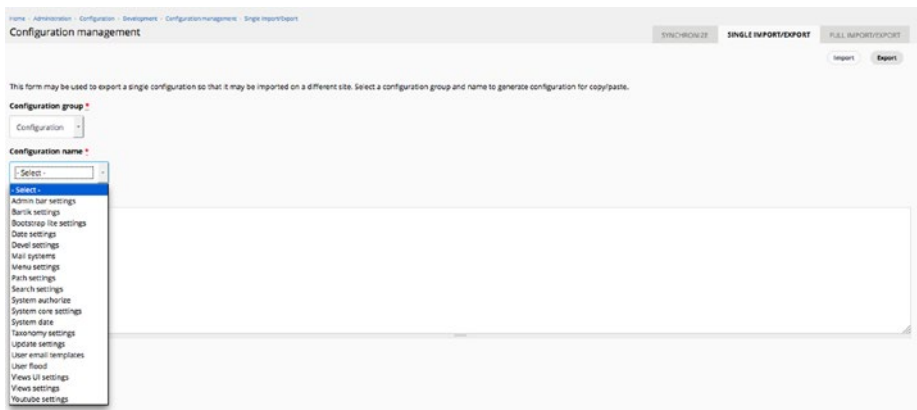 Home › Administration › Configuration › Development › Configuration management › Single Import/Export
Configuration management
SYNCHRONIZE
SINGLE IMPORT/EXPORT
FULL IMPORT/EXPORT
Import
Export
This form may be used to export a single configuration so that it may be imported on a different site. Select a configuration group and name to generate configuration for copy/paste.
Configuration group *
Configuration
Configuration name *
- Select -
- Select -
Admin bar settings
Bartik settings
Bootstrap lite settings
Date settings
Devel settings
Mail systems
Menu settings
Path settings
Search settings
System authorize
System core settings
System date
Taxonomy settings
Update settings
User email templates
User flood
Views UI settings
Views settings
Youtube settings